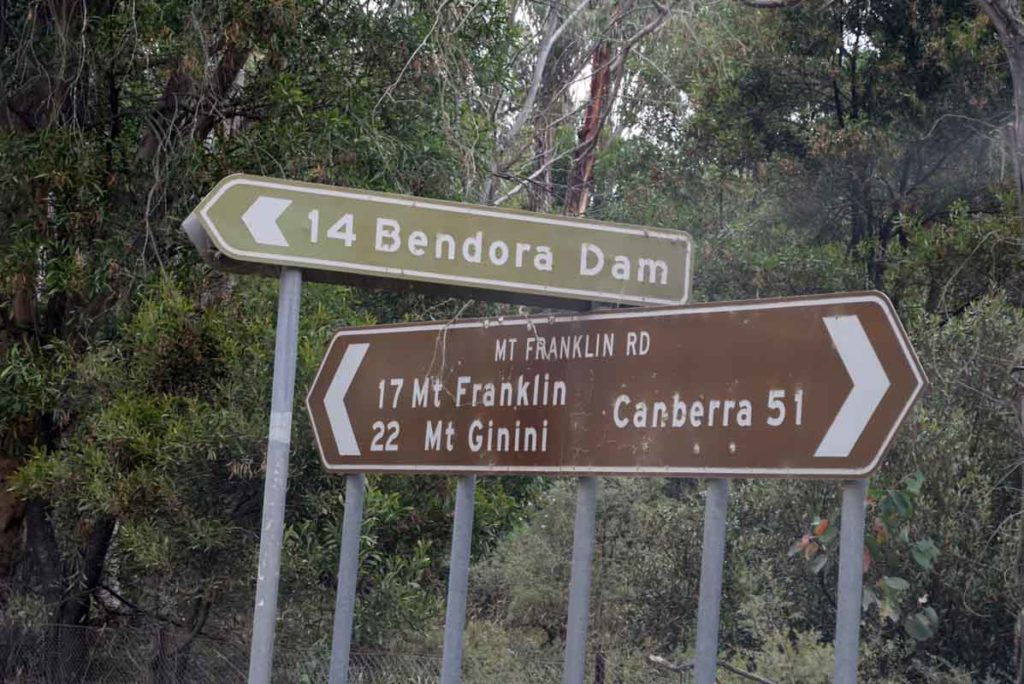 14 Bendora Dam
MT FRANKLIN RD
17 Mt Franklin
22 Mt Ginini
Canberra 51